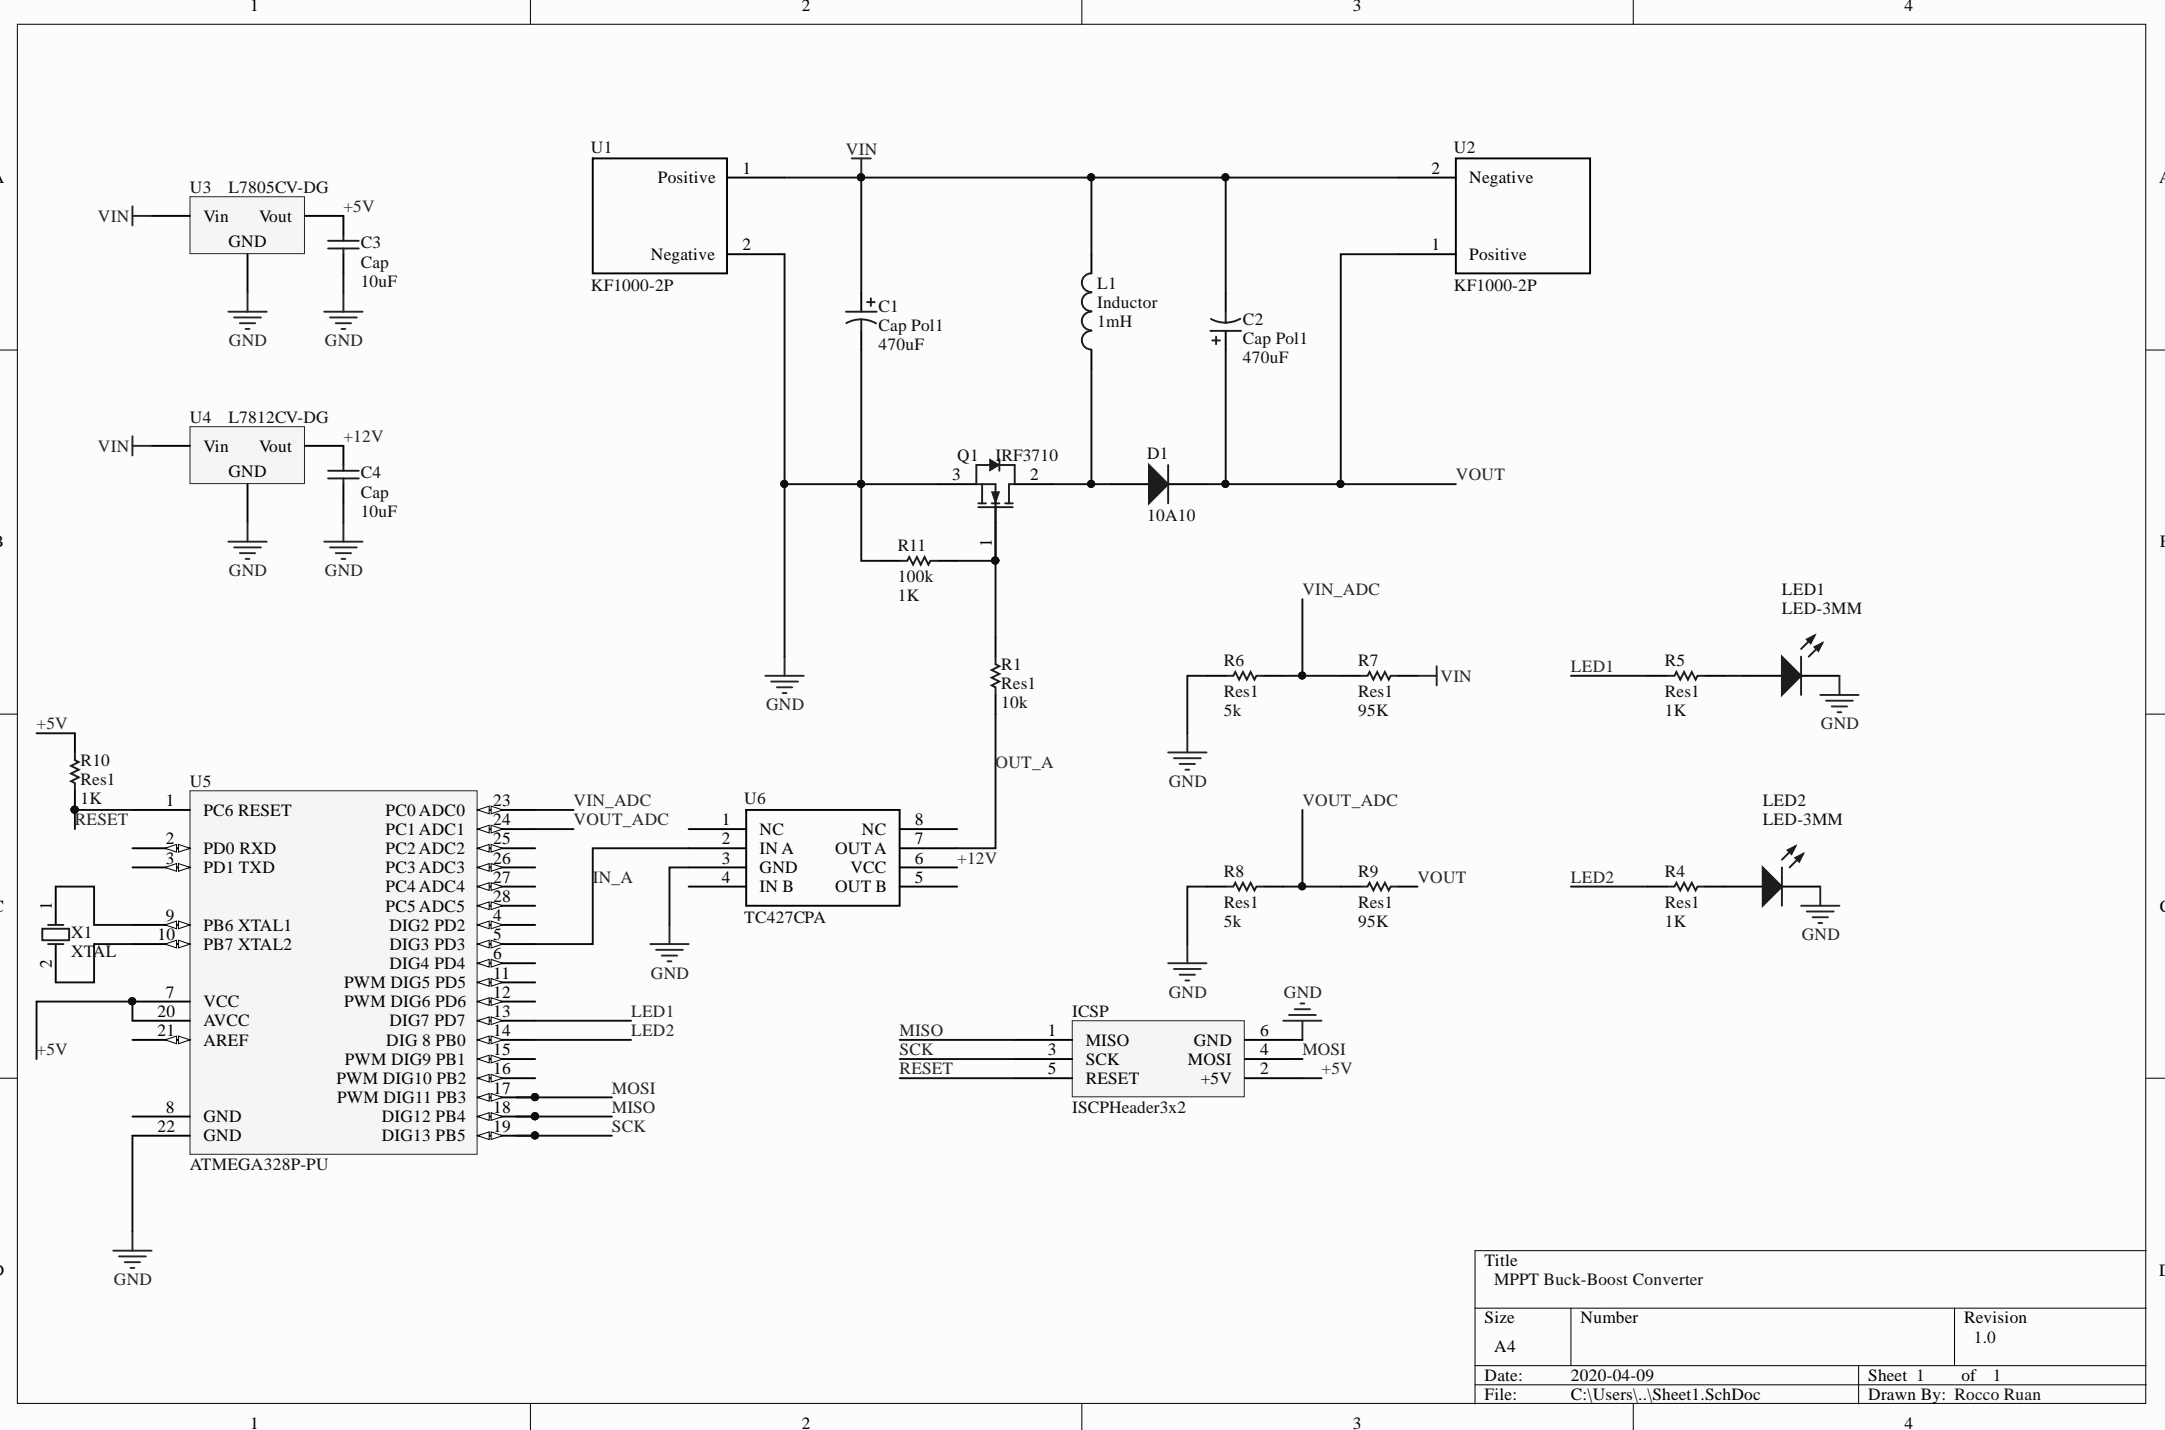 1
2
3
4
A
A
U3 L7805CV-DG
VIN
Vin Vout
GND
+5V
C3
Cap
10uF
GND
GND
U4 L7812CV-DG
VIN
Vin Vout
GND
+12V
C4
Cap
10uF
GND
GND
U1
Positive
Negative
1
2
KF1000-2P
VIN
C1
Cap Pol1
470uF
L1
Inductor
1mH
C2
Cap Pol1
470uF
U2
2
Negative
1
Positive
KF1000-2P
Q1 IRF3710
3
2
1
D1
10A10
VOUT
R11
100k
1K
GND
R1
Res1
10k
OUT_A
VIN_ADC
R6
Res1
5k
R7
Res1
95K
VIN
GND
LED1
LED-3MM
LED1
R5
Res1
1K
GND
VOUT_ADC
R8
Res1
5k
R9
Res1
95K
VOUT
GND
LED2
LED-3MM
LED2
R4
Res1
1K
GND
+5V
R10
Res1
1K
RESET
U5
1 PC6 RESET
2 PD0 RXD
3 PD1 TXD
9 PB6 XTAL1
10 PB7 XTAL2
7 VCC
20 AVCC
21 AREF
8 GND
22 GND
1
X1
XTAL
2
+5V
GND
PC0 ADC0 23 VIN_ADC
PC1 ADC1 24 VOUT_ADC
PC2 ADC2 25
PC3 ADC3 26
PC4 ADC4 27
PC5 ADC5 28
DIG2 PD2 4
DIG3 PD3 5
DIG4 PD4 6
PWM DIG5 PD5 11
PWM DIG6 PD6 12
DIG7 PD7 13 LED1
DIG 8 PB0 14 LED2
PWM DIG9 PB1 15
PWM DIG10 PB2 16
PWM DIG11 PB3 17 MOSI
DIG12 PB4 18 MISO
DIG13 PB5 19 SCK
ATMEGA328P-PU
IN_A
U6
1 NC NC 8
2 IN A OUT A 7
3 GND VCC 6 +12V
4 IN B OUT B 5
TC427CPA
GND
ICSP
GND
MISO 1 MISO GND 6
SCK 3 SCK MOSI 4 MOSI
RESET 5 RESET +5V 2 +5V
ISCPHeader3x2
Title
MPPT Buck-Boost Converter
Size
A4
Number
Revision
1.0
Date: 2020-04-09
Sheet 1 of 1
File: C:\Users\..\Sheet1.SchDoc
Drawn By: Rocco Ruan
1
2
3
4